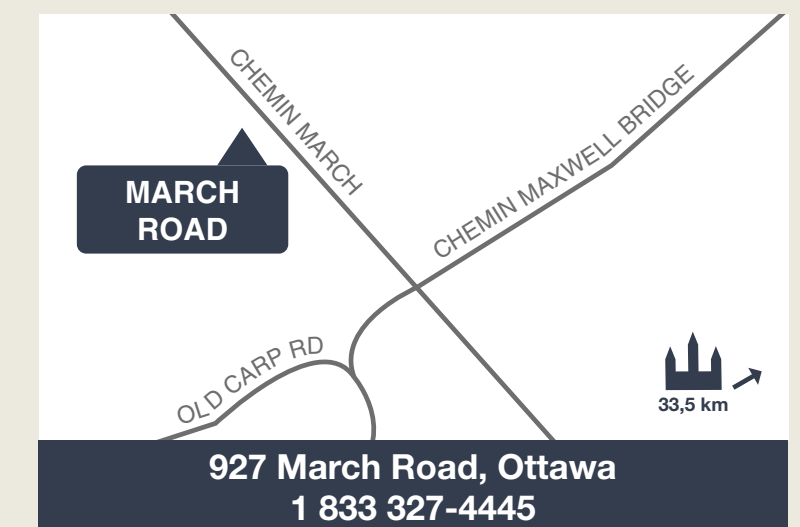 CHEMIN MARCH
CHEMIN MAXWELL BRIDGE
MARCH
ROAD
OLD CARP RD
33,5 km
927 March Road, Ottawa
1 833 327-4445